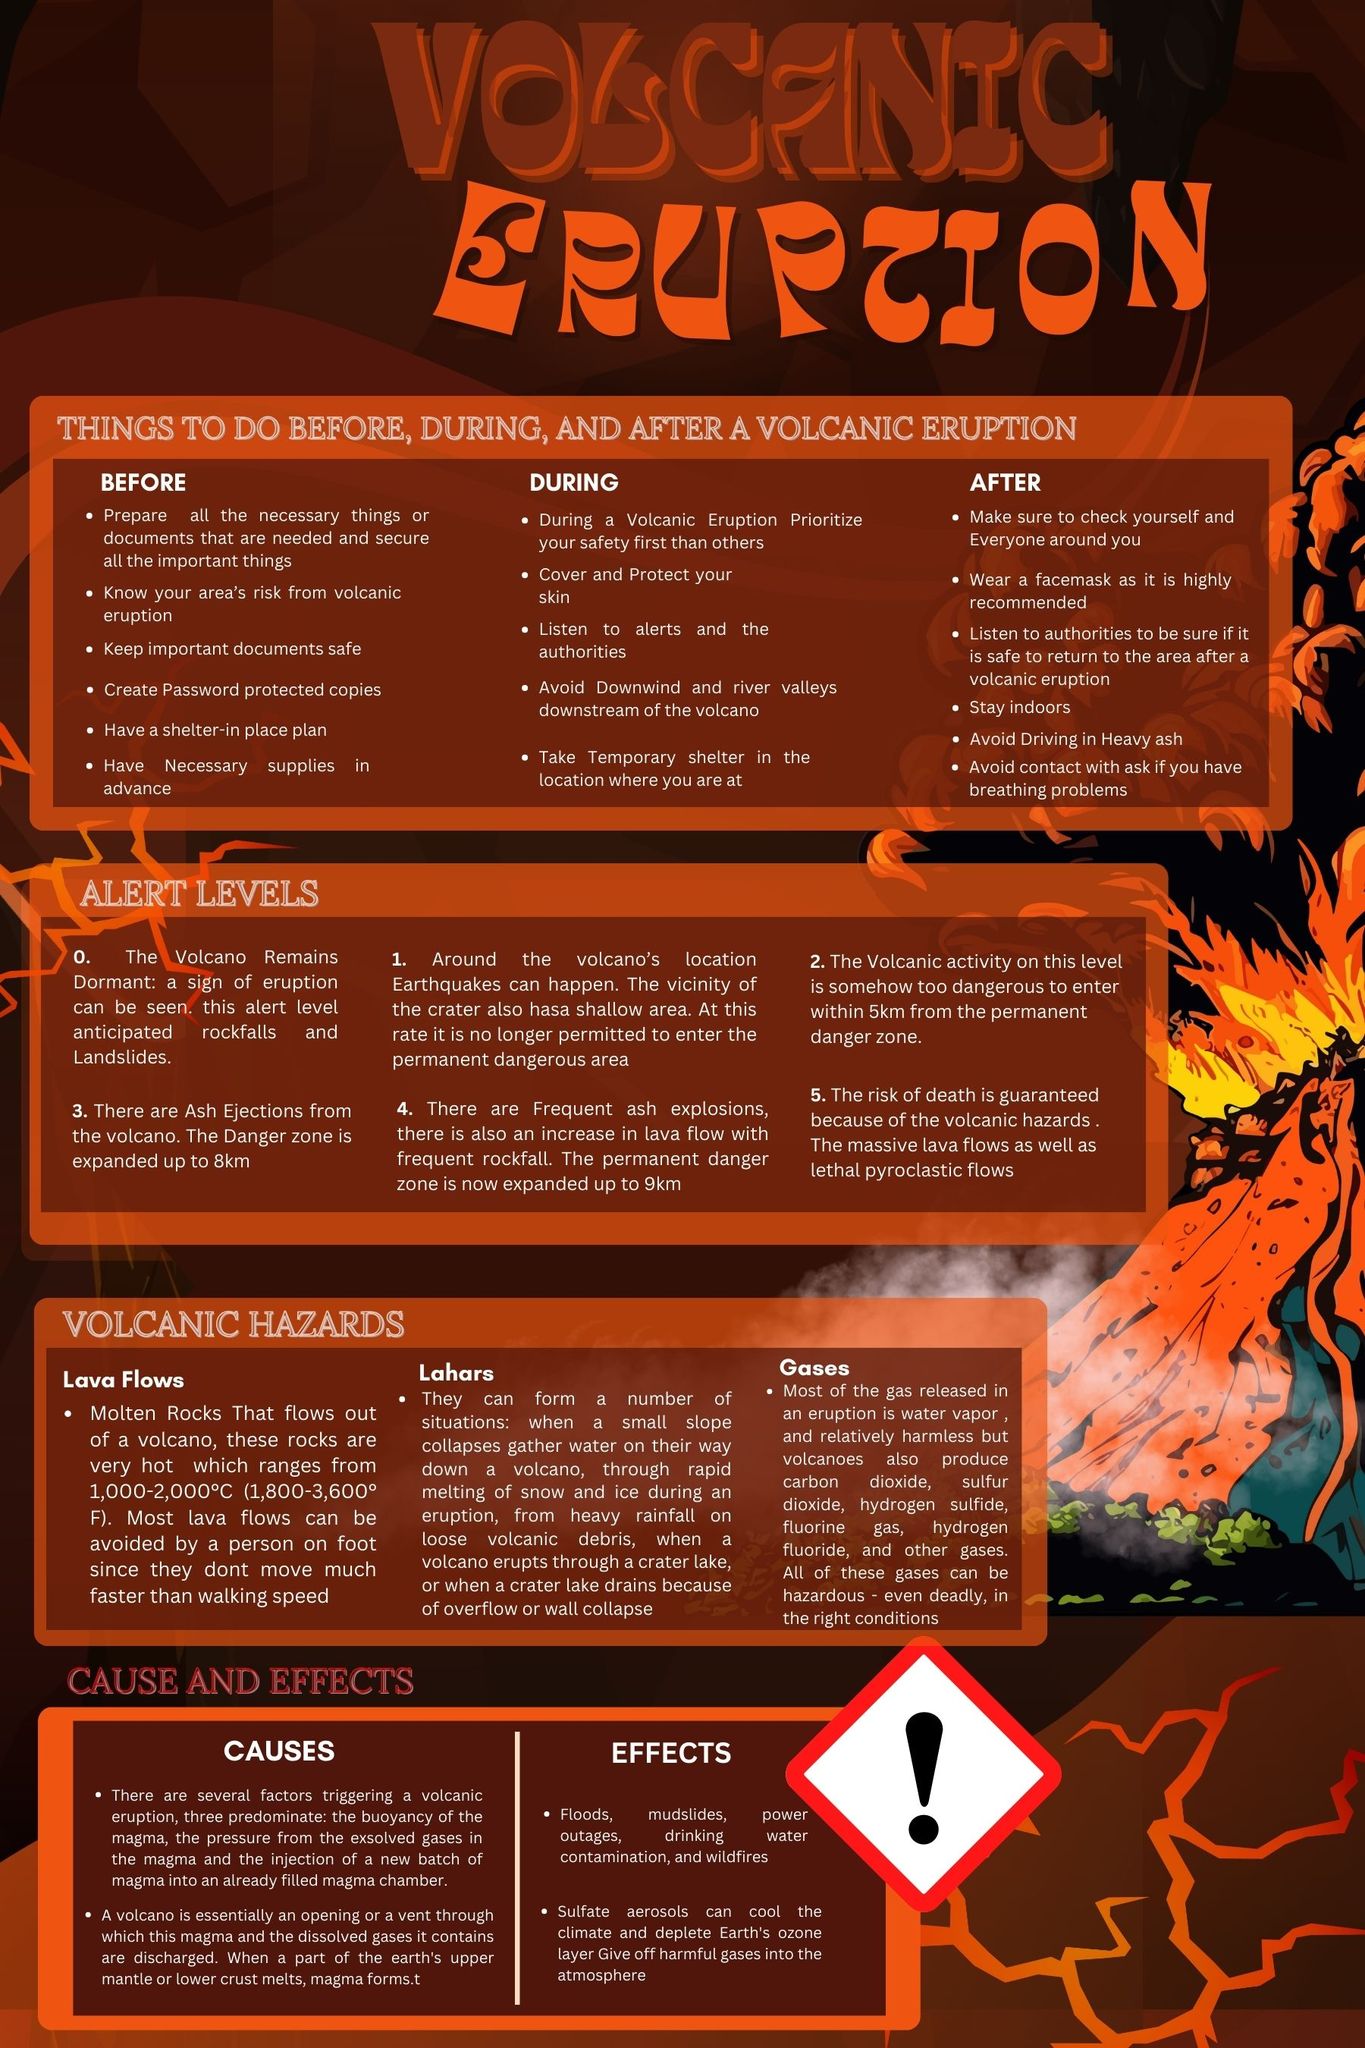 VOLCANIC
ERUPTION
THINGS TO DO BEFORE, DURING, AND AFTER A VOLCANIC ERUPTION
BEFORE
• Prepare all the necessary things or
documents that are needed and secure
all the important things
• Know your area's risk from volcanic
eruption
• Keep important documents safe
• Create Password protected copies
• Have a shelter-in place plan
• Have Necessary supplies in
advance
DURING
• During a Volcanic Eruption Prioritize
your safety first than others
• Cover and Protect your
skin
• Listen to alerts and the
authorities
• Avoid Downwind and river valleys
downstream of the volcano
• Take Temporary shelter in the
location where you are at
AFTER
• Make sure to check yourself and
Everyone around you
• Wear a facemask as it is highly
recommended
• Listen to authorities to be sure if it
is safe to return to the area after a
volcanic eruption
• Stay indoors
• Avoid Driving in Heavy ash
• Avoid contact with ask if you have
breathing problems
ALERT LEVELS
0. The Volcano Remains
Dormant: a sign of eruption
can be seen. this alert level
anticipated rockfalls and
Landslides.
1. Around the volcano's location
Earthquakes can happen. The vicinity of
the crater also hasa shallow area. At this
rate it is no longer permitted to enter the
permanent dangerous area
2. The Volcanic activity on this level
is somehow too dangerous to enter
within 5km from the permanent
danger zone.
3. There are Ash Ejections from
the volcano. The Danger zone is
expanded up to 8km
4. There are Frequent ash explosions,
there is also an increase in lava flow with
frequent rockfall. The permanent danger
zone is now expanded up to 9km
5. The risk of death is guaranteed
because of the volcanic hazards .
The massive lava flows as well as
lethal pyroclastic flows
VOLCANIC HAZARDS
Lava Flows
• Molten Rocks That flows out
of a volcano, these rocks are
very hot which ranges from
1,000-2,000°C (1,800-3,600°
F). Most lava flows can be
avoided by a person on foot
since they dont move much
faster than walking speed
Lahars
• They can form a number of
situations: when a small slope
collapses gather water on their way
down a volcano, through rapid
melting of snow and ice during an
eruption, from heavy rainfall on
loose volcanic debris, when a
volcano erupts through a crater lake,
or when a crater lake drains because
of overflow or wall collapse
Gases
• Most of the gas released in
an eruption is water vapor ,
and relatively harmless but
volcanoes also produce
carbon dioxide, sulfur
dioxide, hydrogen sulfide,
fluorine gas, hydrogen
fluoride, and other gases.
All of these gases can be
hazardous - even deadly, in
the right conditions
CAUSE AND EFFECTS
CAUSES
• There are several factors triggering a volcanic
eruption, three predominate: the buoyancy of the
magma, the pressure from the exsolved gases in
the magma and the injection of a new batch of
magma into an already filled magma chamber.
• A volcano is essentially an opening or a vent through
which this magma and the dissolved gases it contains
are discharged. When a part of the earth's upper
mantle or lower crust melts, magma forms.t
EFFECTS
• Floods, mudslides, power
outages, drinking water
contamination, and wildfires
• Sulfate aerosols can cool the
climate and deplete Earth's ozone
layer Give off harmful gases into the
atmosphere
!